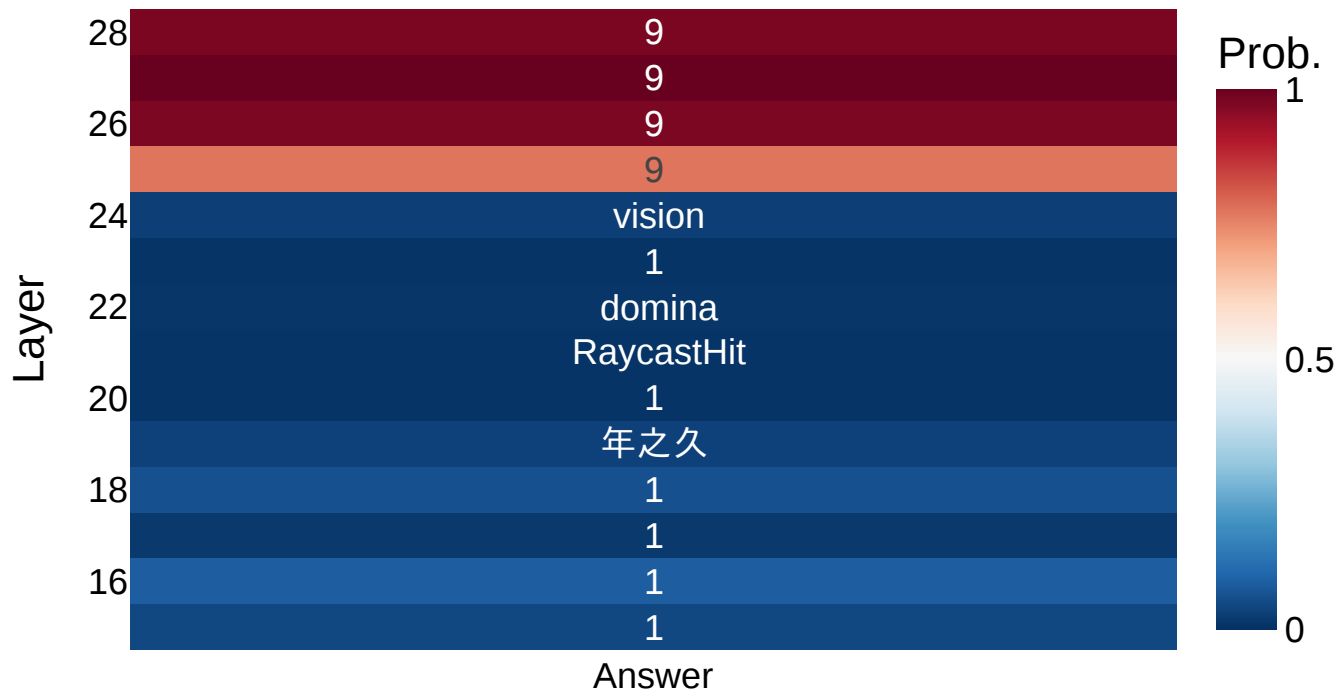 28 9
Prob.
9
1
26 9
9
24 vision
1
Layer
22 domina
RaycastHit
0.5
20 1
年之久
18 1
1
16 1
1
0
Answer